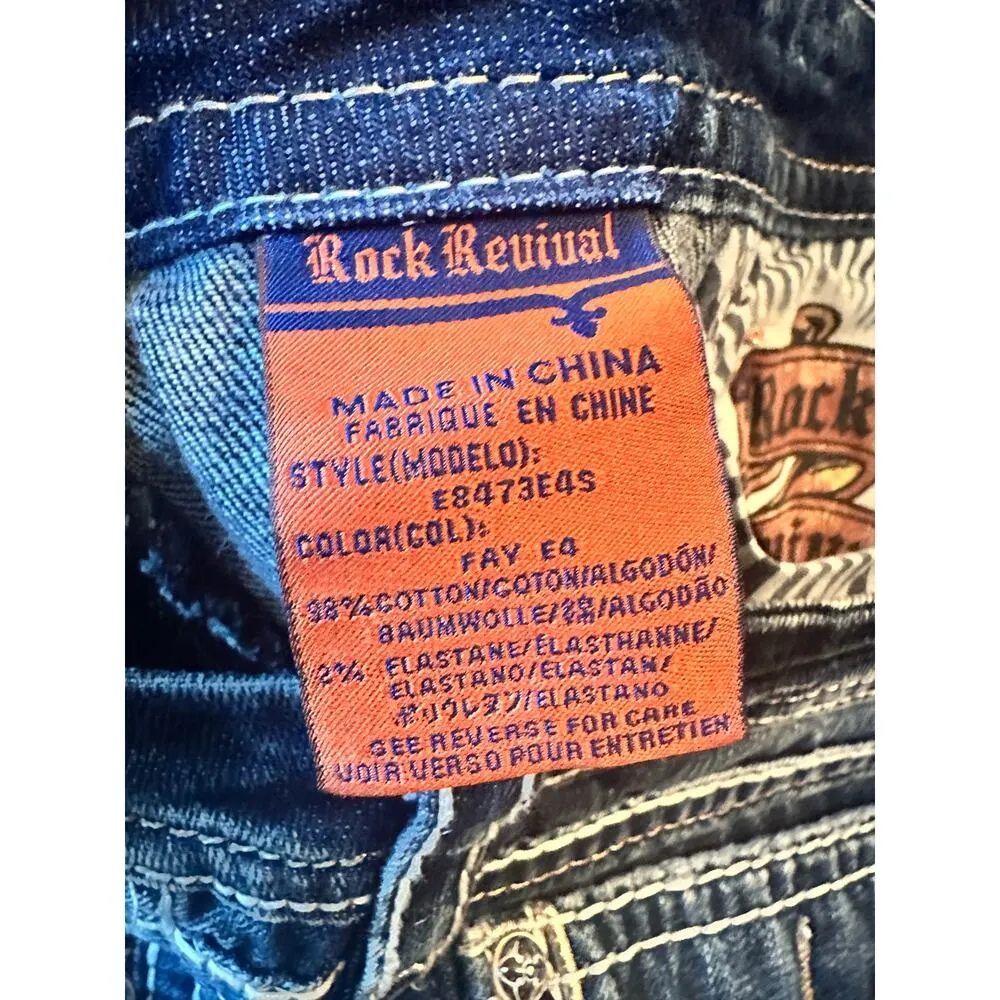 Rock Revival
MADE IN CHINA
FABRIQUE EN CHINE
STYLE(MODELO):
E8473E4S
COLOR(COL):
FAY E4
98%COTTON/COTON/ALGODÓN/
BAUMWOLLE/綿/ALGODÃO
2% ELASTANE/ÉLASTHANNE/
ELASTANO/ELASTAN/
ポリウレタン/ELASTANO
SEE REVERSE FOR CARE
VOIR VERSO POUR ENTRETIEN
Rock